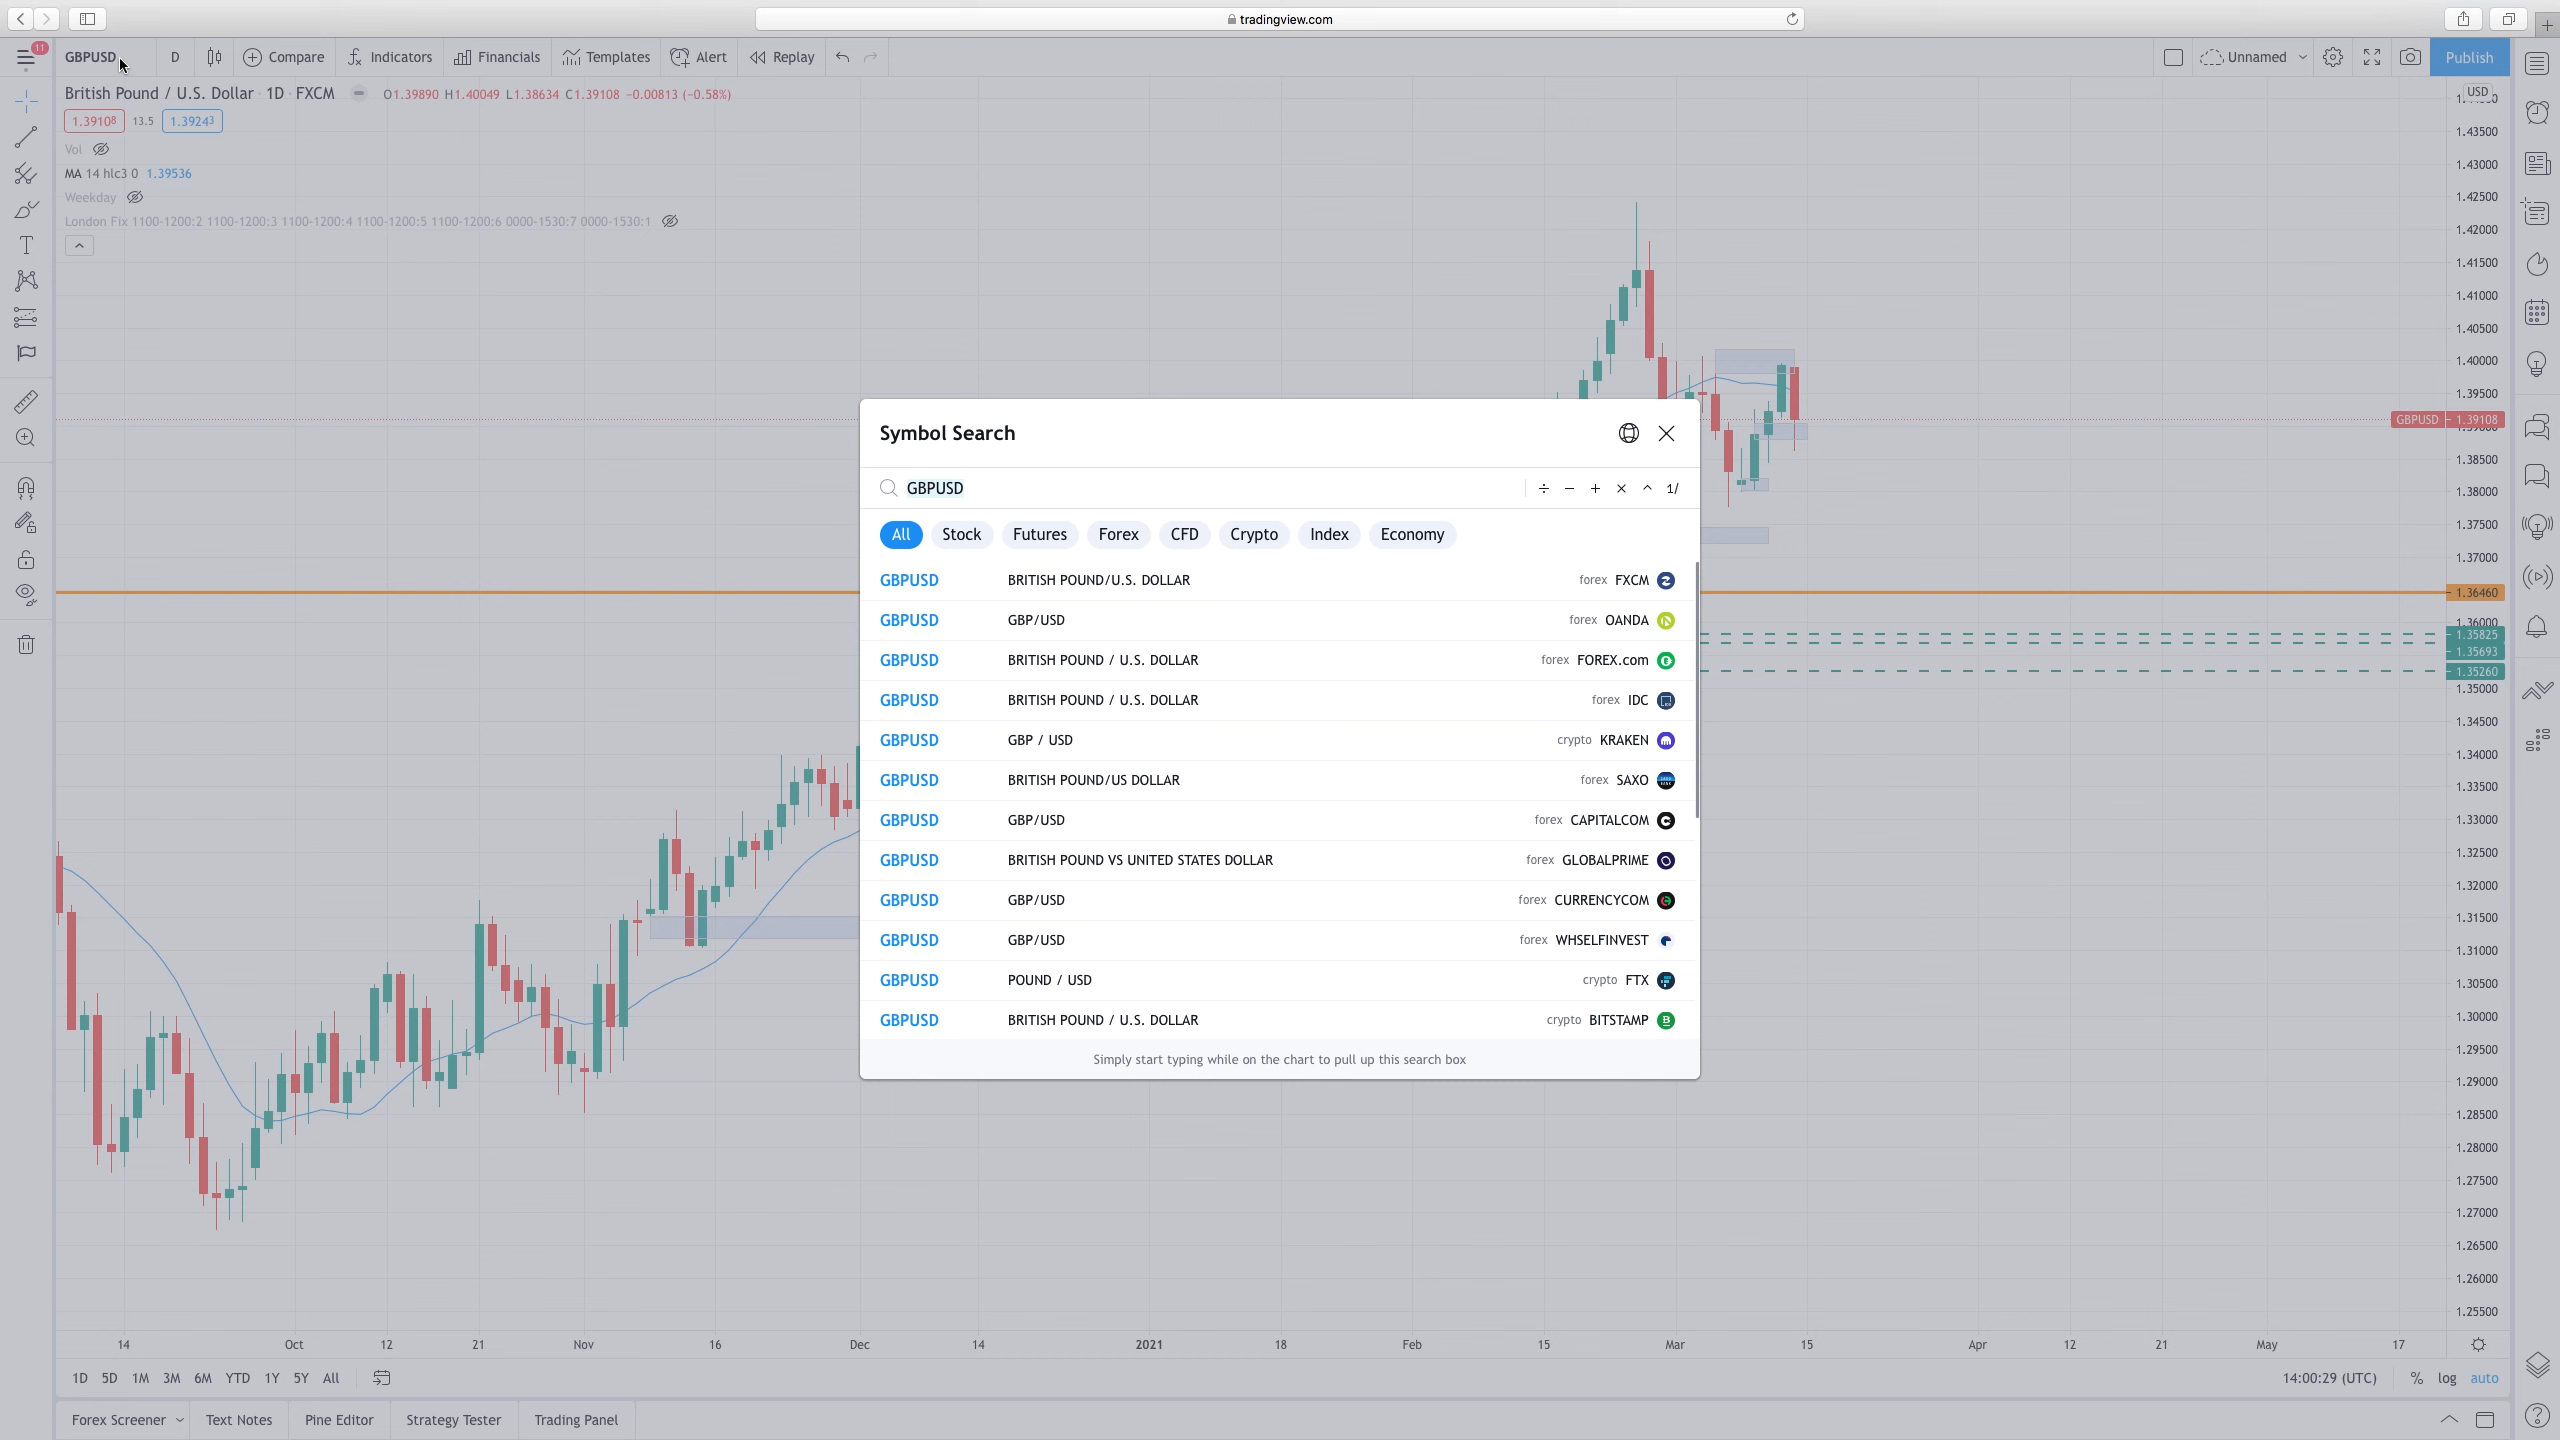 tradingview.com
11
GBPUSD D Compare Indicators Financials Templates Alert Replay Unnamed Publish
British Pound / U.S. Dollar · 1D · FXCM O1.39890 H1.40049 L1.38634 C1.39108 −0.00813 (−0.58%)
1.39108 13.5 1.39243
Vol
MA 14 hlc3 0 1.39536
Weekday
London Fix 1100-1200:2 1100-1200:3 1100-1200:4 1100-1200:5 1100-1200:6 0000-1530:7 0000-1530:1
USD
1.43500
1.43000
1.42500
1.42000
1.41500
1.41000
1.40500
1.40000
1.39500
GBPUSD 1.39108
1.38500
1.38000
1.37500
1.37000
1.36460
1.36000
1.35825
1.35693
1.35260
1.35000
1.34500
1.34000
1.33500
1.33000
1.32500
1.32000
1.31500
1.31000
1.30500
1.30000
1.29500
1.29000
1.28500
1.28000
1.27500
1.27000
1.26500
1.26000
1.25500
Symbol Search
GBPUSD ÷ − + × ^ 1/
All Stock Futures Forex CFD Crypto Index Economy
GBPUSD BRITISH POUND/U.S. DOLLAR forex FXCM
GBPUSD GBP/USD forex OANDA
GBPUSD BRITISH POUND / U.S. DOLLAR forex FOREX.com
GBPUSD BRITISH POUND / U.S. DOLLAR forex IDC
GBPUSD GBP / USD crypto KRAKEN
GBPUSD BRITISH POUND/US DOLLAR forex SAXO
GBPUSD GBP/USD forex CAPITALCOM
GBPUSD BRITISH POUND VS UNITED STATES DOLLAR forex GLOBALPRIME
GBPUSD GBP/USD forex CURRENCYCOM
GBPUSD GBP/USD forex WHSELFINVEST
GBPUSD POUND / USD crypto FTX
GBPUSD BRITISH POUND / U.S. DOLLAR crypto BITSTAMP
Simply start typing while on the chart to pull up this search box
14 Oct 12 21 Nov 16 Dec 14 2021 18 Feb 15 Mar 15 Apr 12 21 May 17
1D 5D 1M 3M 6M YTD 1Y 5Y All 14:00:29 (UTC) % log auto
Forex Screener Text Notes Pine Editor Strategy Tester Trading Panel